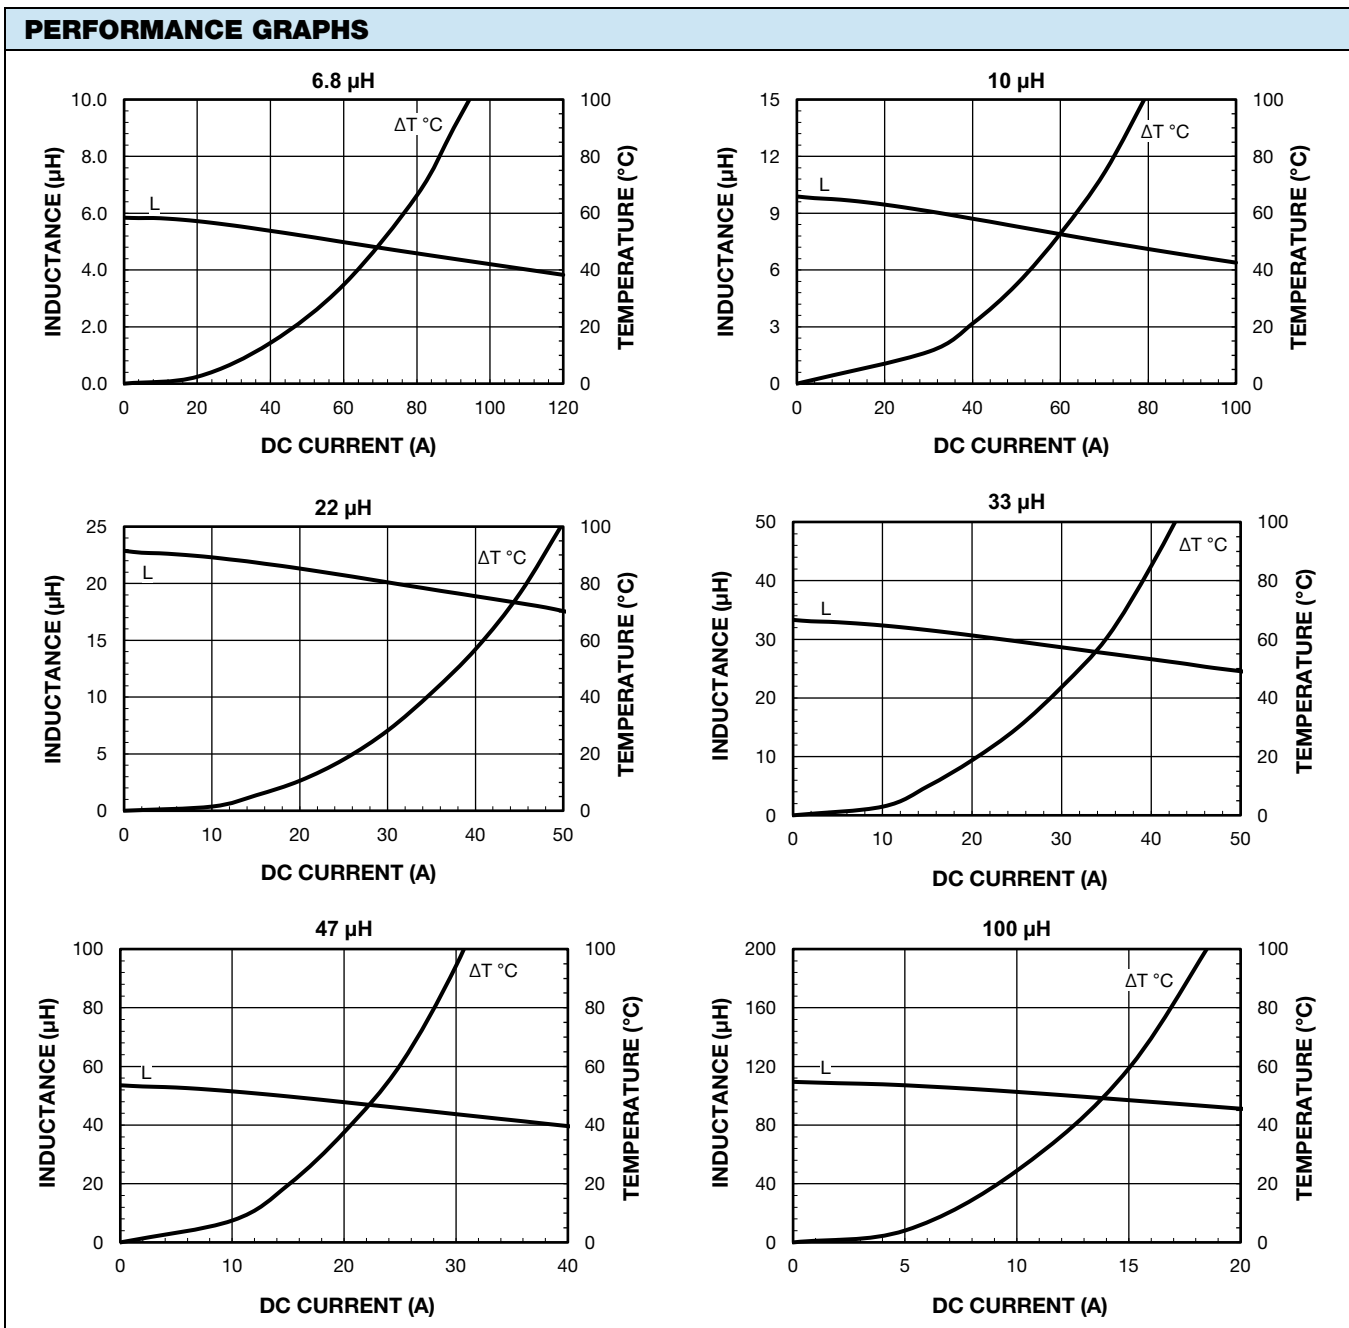 PERFORMANCE GRAPHS
6.8 µH
10.0
8.0
6.0
4.0
2.0
0.0
INDUCTANCE (µH)
L
ΔT °C
100
80
60
40
20
0
TEMPERATURE (°C)
0 20 40 60 80 100 120
DC CURRENT (A)
10 µH
15
12
9
6
3
0
INDUCTANCE (µH)
L
ΔT °C
100
80
60
40
20
0
TEMPERATURE (°C)
0 20 40 60 80 100
DC CURRENT (A)
22 µH
25
20
15
10
5
0
INDUCTANCE (µH)
L
ΔT °C
100
80
60
40
20
0
TEMPERATURE (°C)
0 10 20 30 40 50
DC CURRENT (A)
33 µH
50
40
30
20
10
0
INDUCTANCE (µH)
L
ΔT °C
100
80
60
40
20
0
TEMPERATURE (°C)
0 10 20 30 40 50
DC CURRENT (A)
47 µH
100
80
60
40
20
0
INDUCTANCE (µH)
L
ΔT °C
100
80
60
40
20
0
TEMPERATURE (°C)
0 10 20 30 40
DC CURRENT (A)
100 µH
200
160
120
80
40
0
INDUCTANCE (µH)
L
ΔT °C
100
80
60
40
20
0
TEMPERATURE (°C)
0 5 10 15 20
DC CURRENT (A)